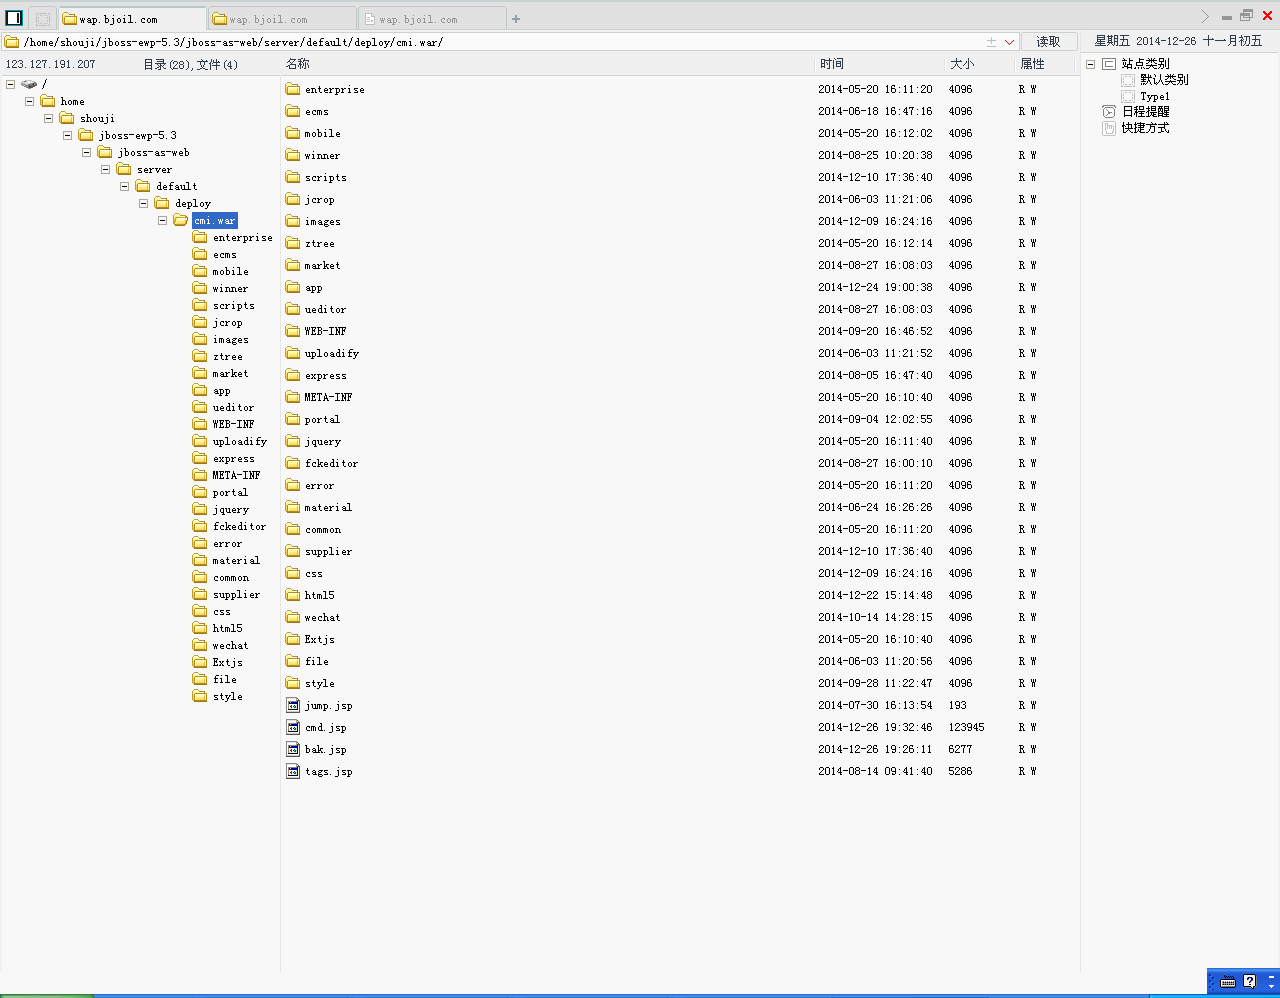 wap.bjoil.com wap.bjoil.com wap.bjoil.com
/home/shouji/jboss-ewp-5.3/jboss-as-web/server/default/deploy/cmi.war/ 读取 星期五 2014-12-26 十一月初五
123.127.191.207 目录(28),文件(4) 名称 时间 大小 属性
/
home
shouji
jboss-ewp-5.3
jboss-as-web
server
default
deploy
cmi.war
enterprise
ecms
mobile
winner
scripts
jcrop
images
ztree
market
app
ueditor
WEB-INF
uploadify
express
META-INF
portal
jquery
fckeditor
error
material
common
supplier
css
html5
wechat
Extjs
file
style
enterprise 2014-05-20 16:11:20 4096 R W
ecms 2014-06-18 16:47:16 4096 R W
mobile 2014-05-20 16:12:02 4096 R W
winner 2014-08-25 10:20:38 4096 R W
scripts 2014-12-10 17:36:40 4096 R W
jcrop 2014-06-03 11:21:06 4096 R W
images 2014-12-09 16:24:16 4096 R W
ztree 2014-05-20 16:12:14 4096 R W
market 2014-08-27 16:08:03 4096 R W
app 2014-12-24 19:00:38 4096 R W
ueditor 2014-08-27 16:08:03 4096 R W
WEB-INF 2014-09-20 16:46:52 4096 R W
uploadify 2014-06-03 11:21:52 4096 R W
express 2014-08-05 16:47:40 4096 R W
META-INF 2014-05-20 16:10:40 4096 R W
portal 2014-09-04 12:02:55 4096 R W
jquery 2014-05-20 16:11:40 4096 R W
fckeditor 2014-08-27 16:00:10 4096 R W
error 2014-05-20 16:11:20 4096 R W
material 2014-06-24 16:26:26 4096 R W
common 2014-05-20 16:11:20 4096 R W
supplier 2014-12-10 17:36:40 4096 R W
css 2014-12-09 16:24:16 4096 R W
html5 2014-12-22 15:14:48 4096 R W
wechat 2014-10-14 14:28:15 4096 R W
Extjs 2014-05-20 16:10:40 4096 R W
file 2014-06-03 11:20:56 4096 R W
style 2014-09-28 11:22:47 4096 R W
jump.jsp 2014-07-30 16:13:54 193 R W
cmd.jsp 2014-12-26 19:32:46 123945 R W
bak.jsp 2014-12-26 19:26:11 6277 R W
tags.jsp 2014-08-14 09:41:40 5286 R W
站点类别
默认类别
Type1
日程提醒
快捷方式